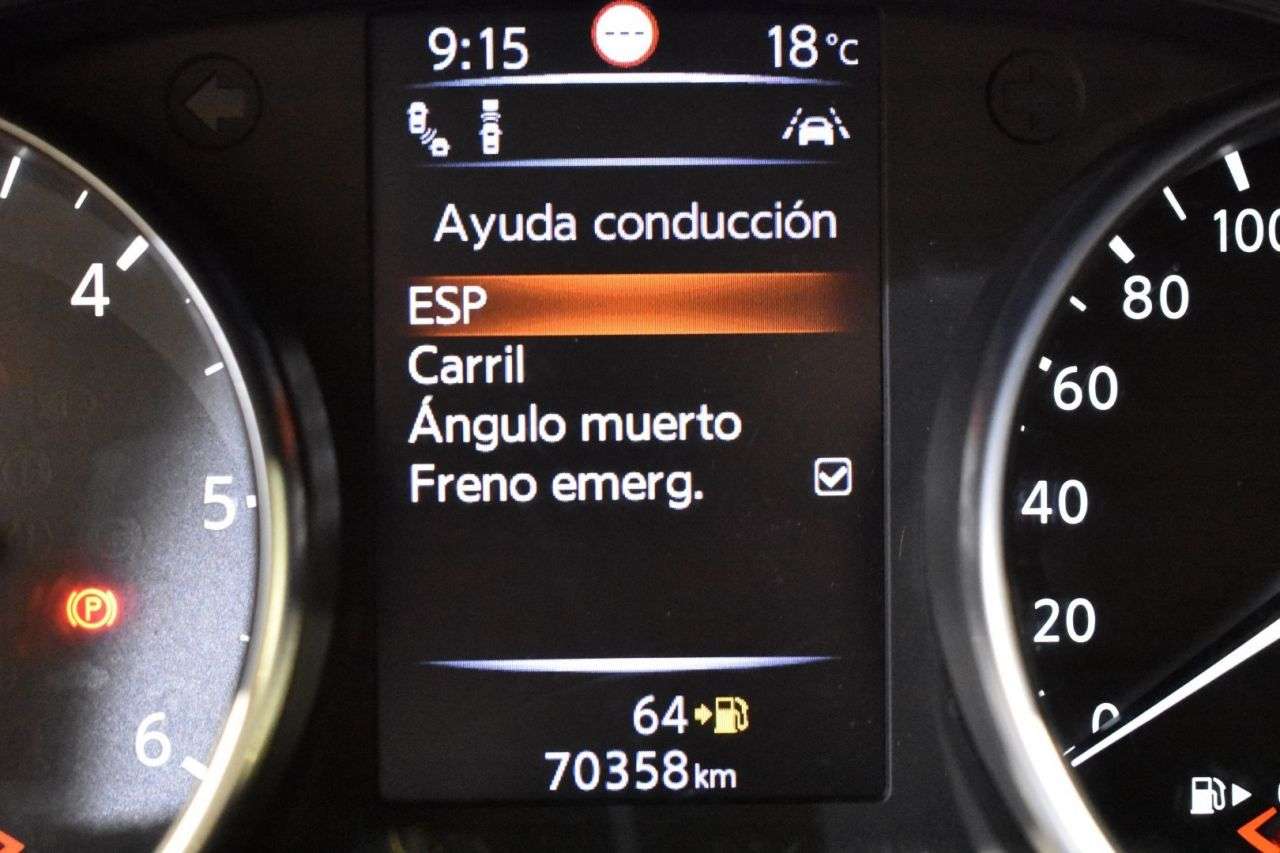 9:15 --- 18°C
Ayuda conducción
ESP
Carril
Ángulo muerto
Freno emerg.
64
70358km
4
5
P
6
100
80
60
40
20
0